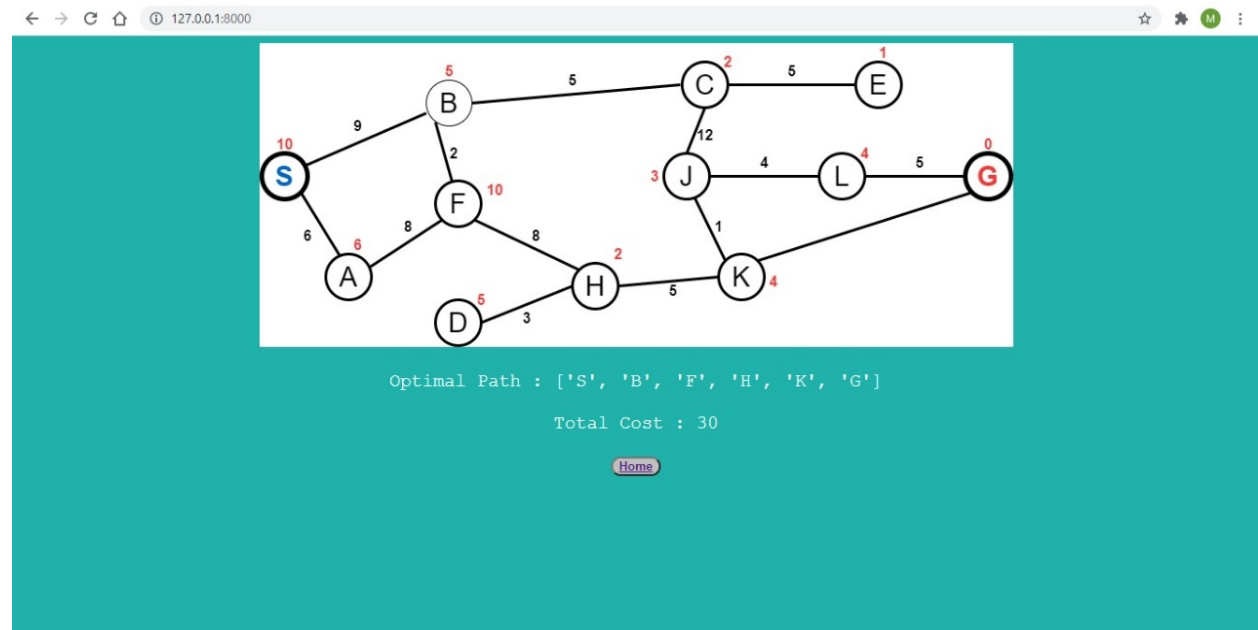 127.0.0.1:8000
M
1
5 2
5 5
C E
B
9 12
10 2 0
4 4 5
S 3 J L G
F 10
8 1
6 6 8 2
A H K
5 4
5
D 3
Optimal Path : ['S', 'B', 'F', 'H', 'K', 'G']
Total Cost : 30
Home